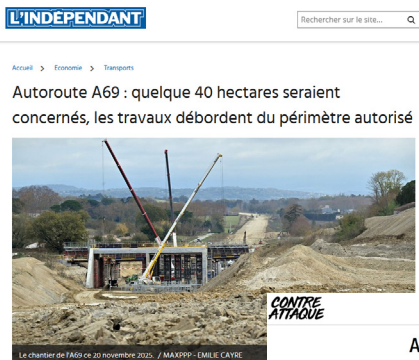 L'INDÉPENDANT
Rechercher sur le site...
Accueil > Economie > Transports
Autoroute A69 : quelque 40 hectares seraient
concernés, les travaux débordent du périmètre autorisé
Le chantier de l'A69 ce 20 novembre 2025. / MAXPPP - EMILIE CAYRE
CONTRE
ATTAQUE
A